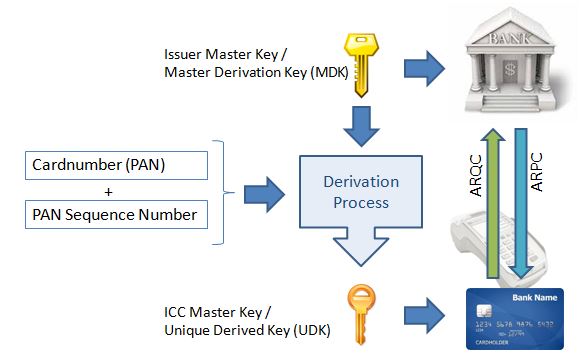 Issuer Master Key /
Master Derivation Key (MDK)
BANK
$
Cardnumber (PAN)
+
PAN Sequence Number
Derivation
Process
ARQC
ARPC
ICC Master Key /
Unique Derived Key (UDK)
Bank Name
1234 5678 9876 5432
CARDHOLDER